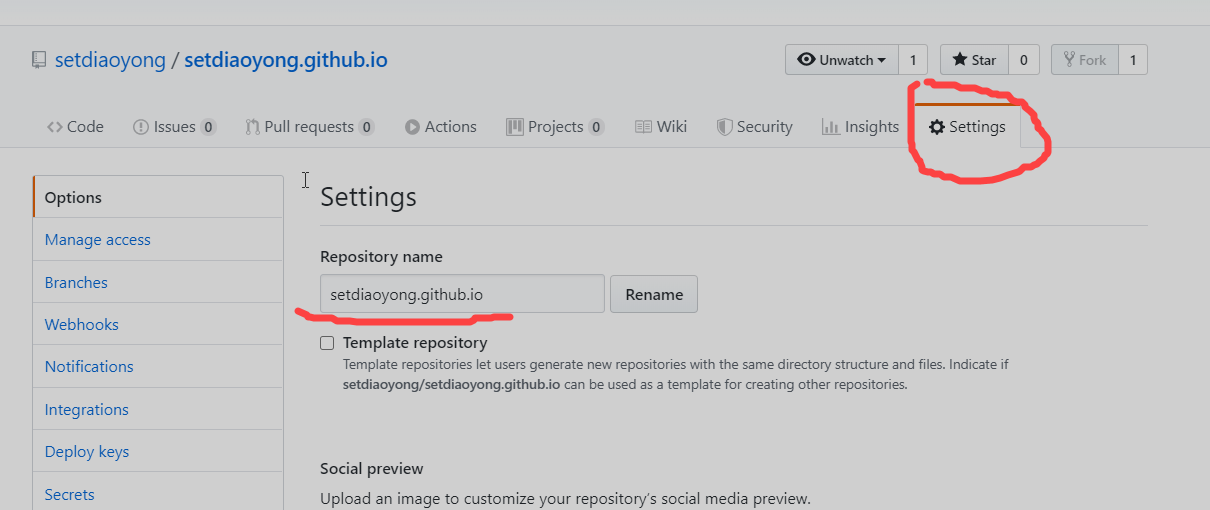 setdiaoyong / setdiaoyong.github.io
Unwatch 1 Star 0 Fork 1
Code Issues 0 Pull requests 0 Actions Projects 0 Wiki Security Insights Settings
Options
Manage access
Branches
Webhooks
Notifications
Integrations
Deploy keys
Secrets
Settings
Repository name
setdiaoyong.github.io Rename
Template repository
Template repositories let users generate new repositories with the same directory structure and files. Indicate if
setdiaoyong/setdiaoyong.github.io can be used as a template for creating other repositories.
Social preview
Upload an image to customize your repository’s social media preview.